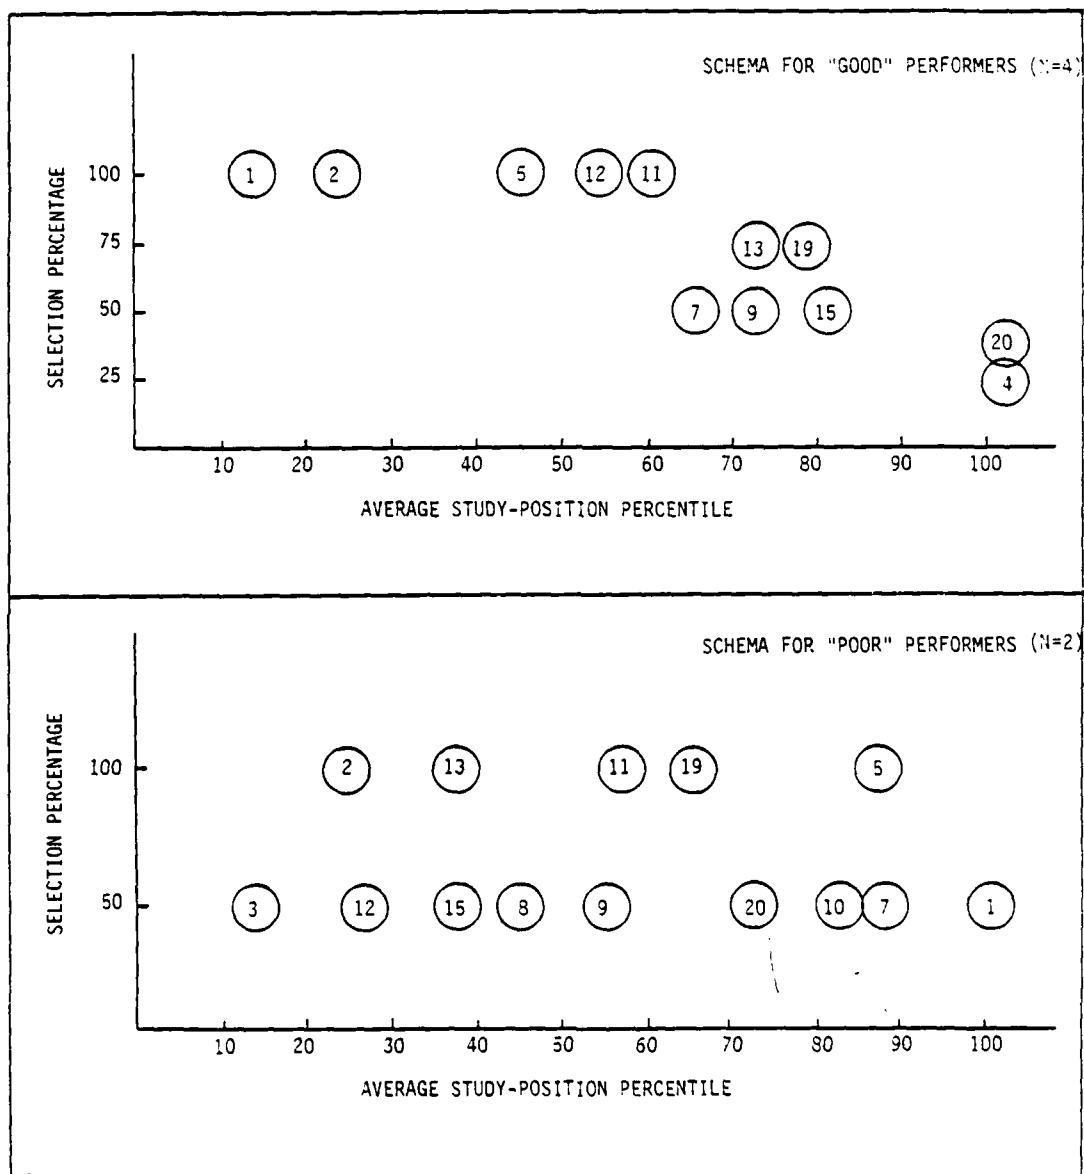 SCHEMA FOR "GOOD" PERFORMERS (N=4)
SELECTION PERCENTAGE
100
75
50
25
1 2 5 12 11
13 19
7 9 15
20
4
10 20 30 40 50 60 70 80 90 100
AVERAGE STUDY-POSITION PERCENTILE
SCHEMA FOR "POOR" PERFORMERS (N=2)
SELECTION PERCENTAGE
100
50
2 13 11 19 5
3 12 15 8 9 20 10 7 1
10 20 30 40 50 60 70 80 90 100
AVERAGE STUDY-POSITION PERCENTILE